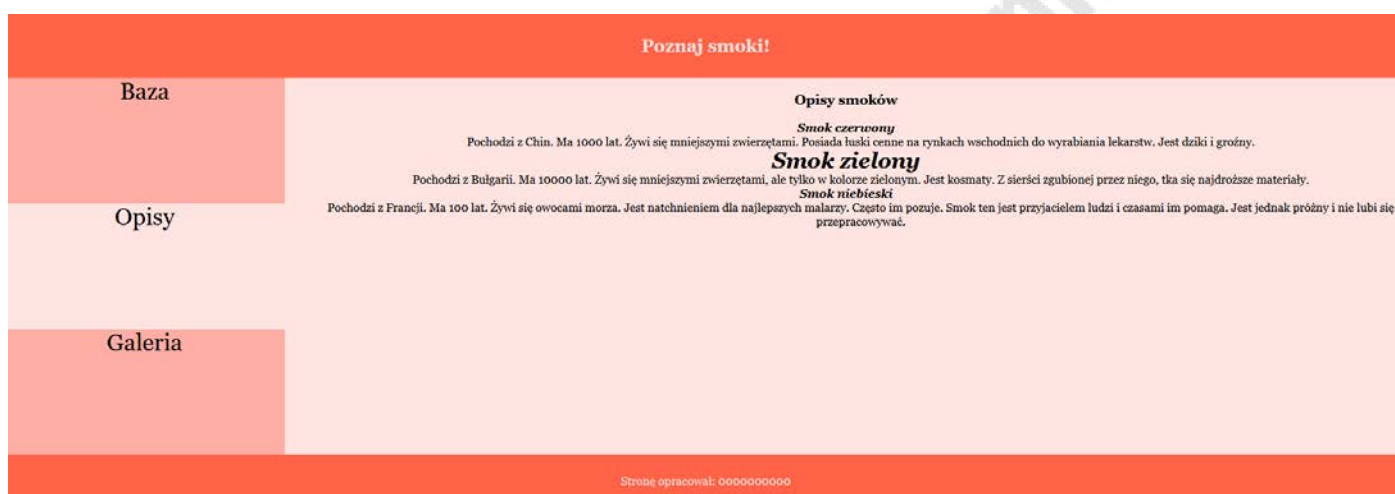 Poznaj smoki!
Baza
Opisy smoków
Smok czerwony
Pochodzi z Chin. Ma 1000 lat. Żywi się mniejszymi zwierzętami. Posiada łuski cenne na rynkach wschodnich do wyrabiania lekarstw. Jest dziki i groźny.
Smok zielony
Pochodzi z Bułgarii. Ma 10000 lat. Żywi się mniejszymi zwierzętami, ale tylko w kolorze zielonym. Jest kosmaty. Z sierści zgubionej przez niego, tka się najdroższe materiały.
Smok niebieski
Pochodzi z Francji. Ma 100 lat. Żywi się owocami morza. Jest natchnieniem dla najlepszych malarzy. Często im pozuje. Smok ten jest przyjacielem ludzi i czasami im pomaga. Jest jednak próżny i nie lubi się
przepracowywać.
Opisy
Galeria
Stronę opracował: 0000000000